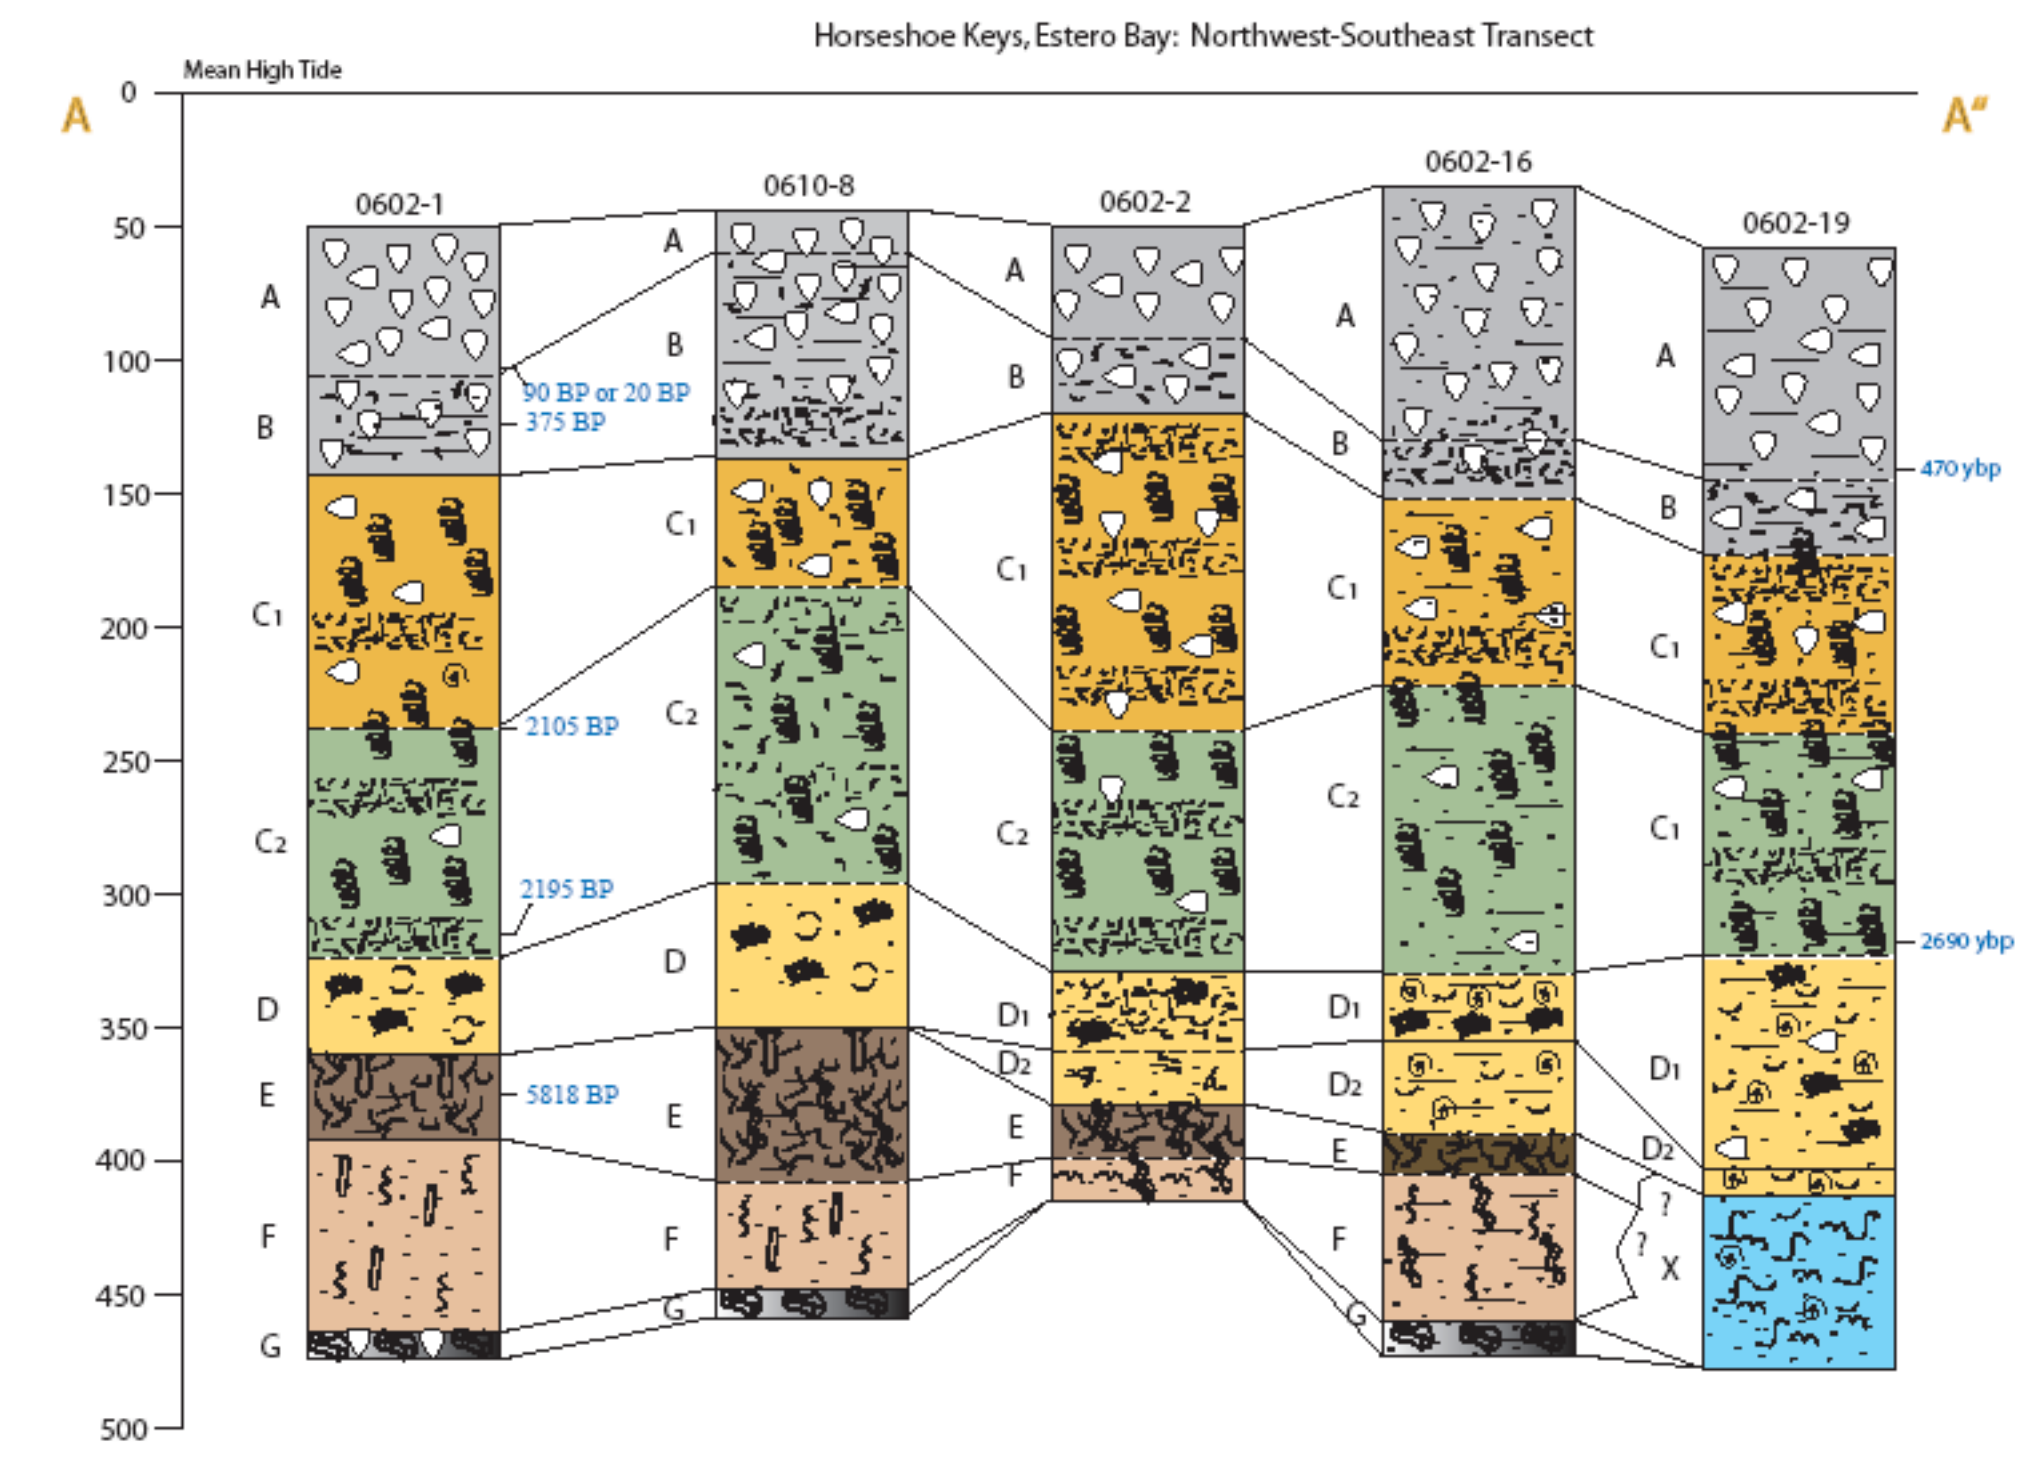 Horseshoe Keys, Estero Bay: Northwest-Southeast Transect
Mean High Tide
0
A
A"
0602-1
0610-8
0602-2
0602-16
0602-19
50
100
150
200
250
300
350
400
450
500
A
B
C1
C2
D
E
F
G
90 BP or 20 BP
375 BP
2105 BP
2195 BP
5818 BP
A
B
C1
C2
D
E
F
G
A
B
C1
C2
D1
D2
E
F
A
B
C1
C2
D1
D2
E
F
G
A
B
C1
C1
D1
D2
?
?
X
470 ybp
2690 ybp